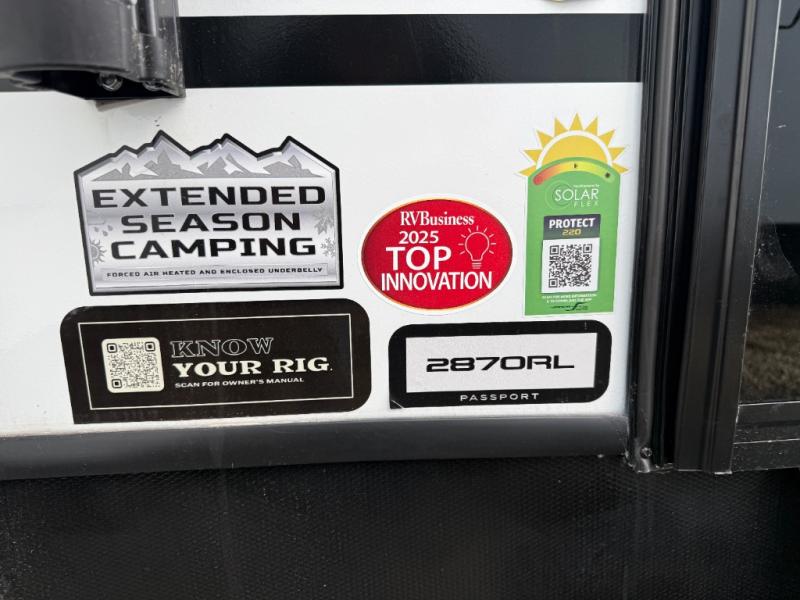 EXTENDED
SEASON
CAMPING
FORCED AIR HEATED AND ENCLOSED UNDERBELLY
RVBusiness
2025
TOP
INNOVATION
SOLAR
FLEX
PROTECT
220
KNOW
YOUR RIG.
SCAN FOR OWNER'S MANUAL
2870RL
PASSPORT